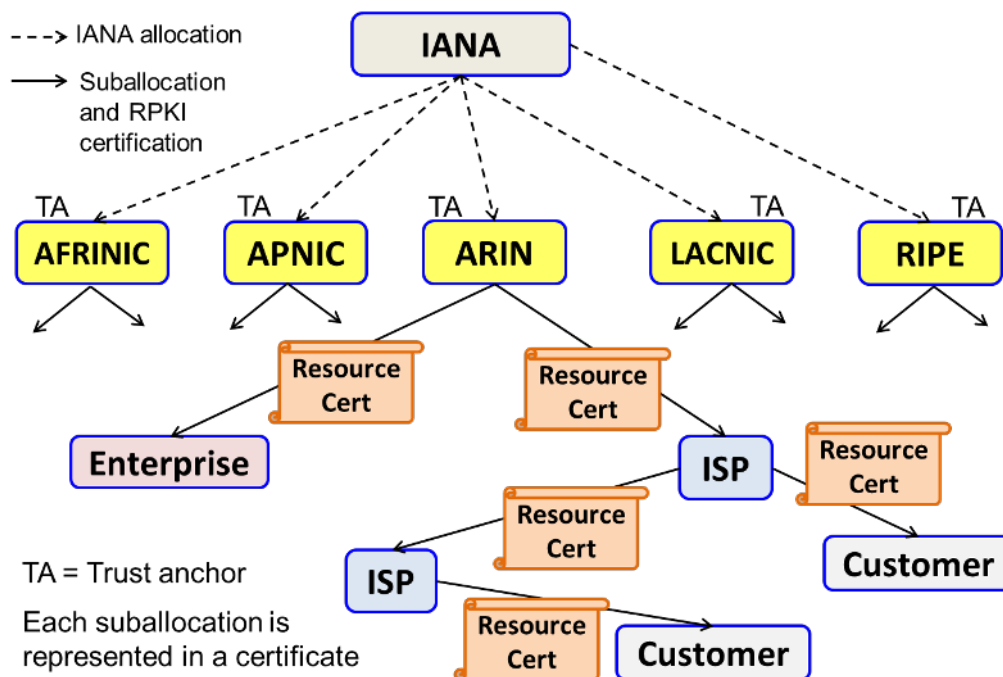 IANA allocation
Suballocation
and RPKI
certification
IANA
TA
TA
TA
TA
TA
AFRINIC
APNIC
ARIN
LACNIC
RIPE
Resource
Cert
Resource
Cert
Enterprise
ISP
Resource
Cert
Resource
Cert
Customer
ISP
TA = Trust anchor
Each suballocation is
represented in a certificate
Resource
Cert
Customer